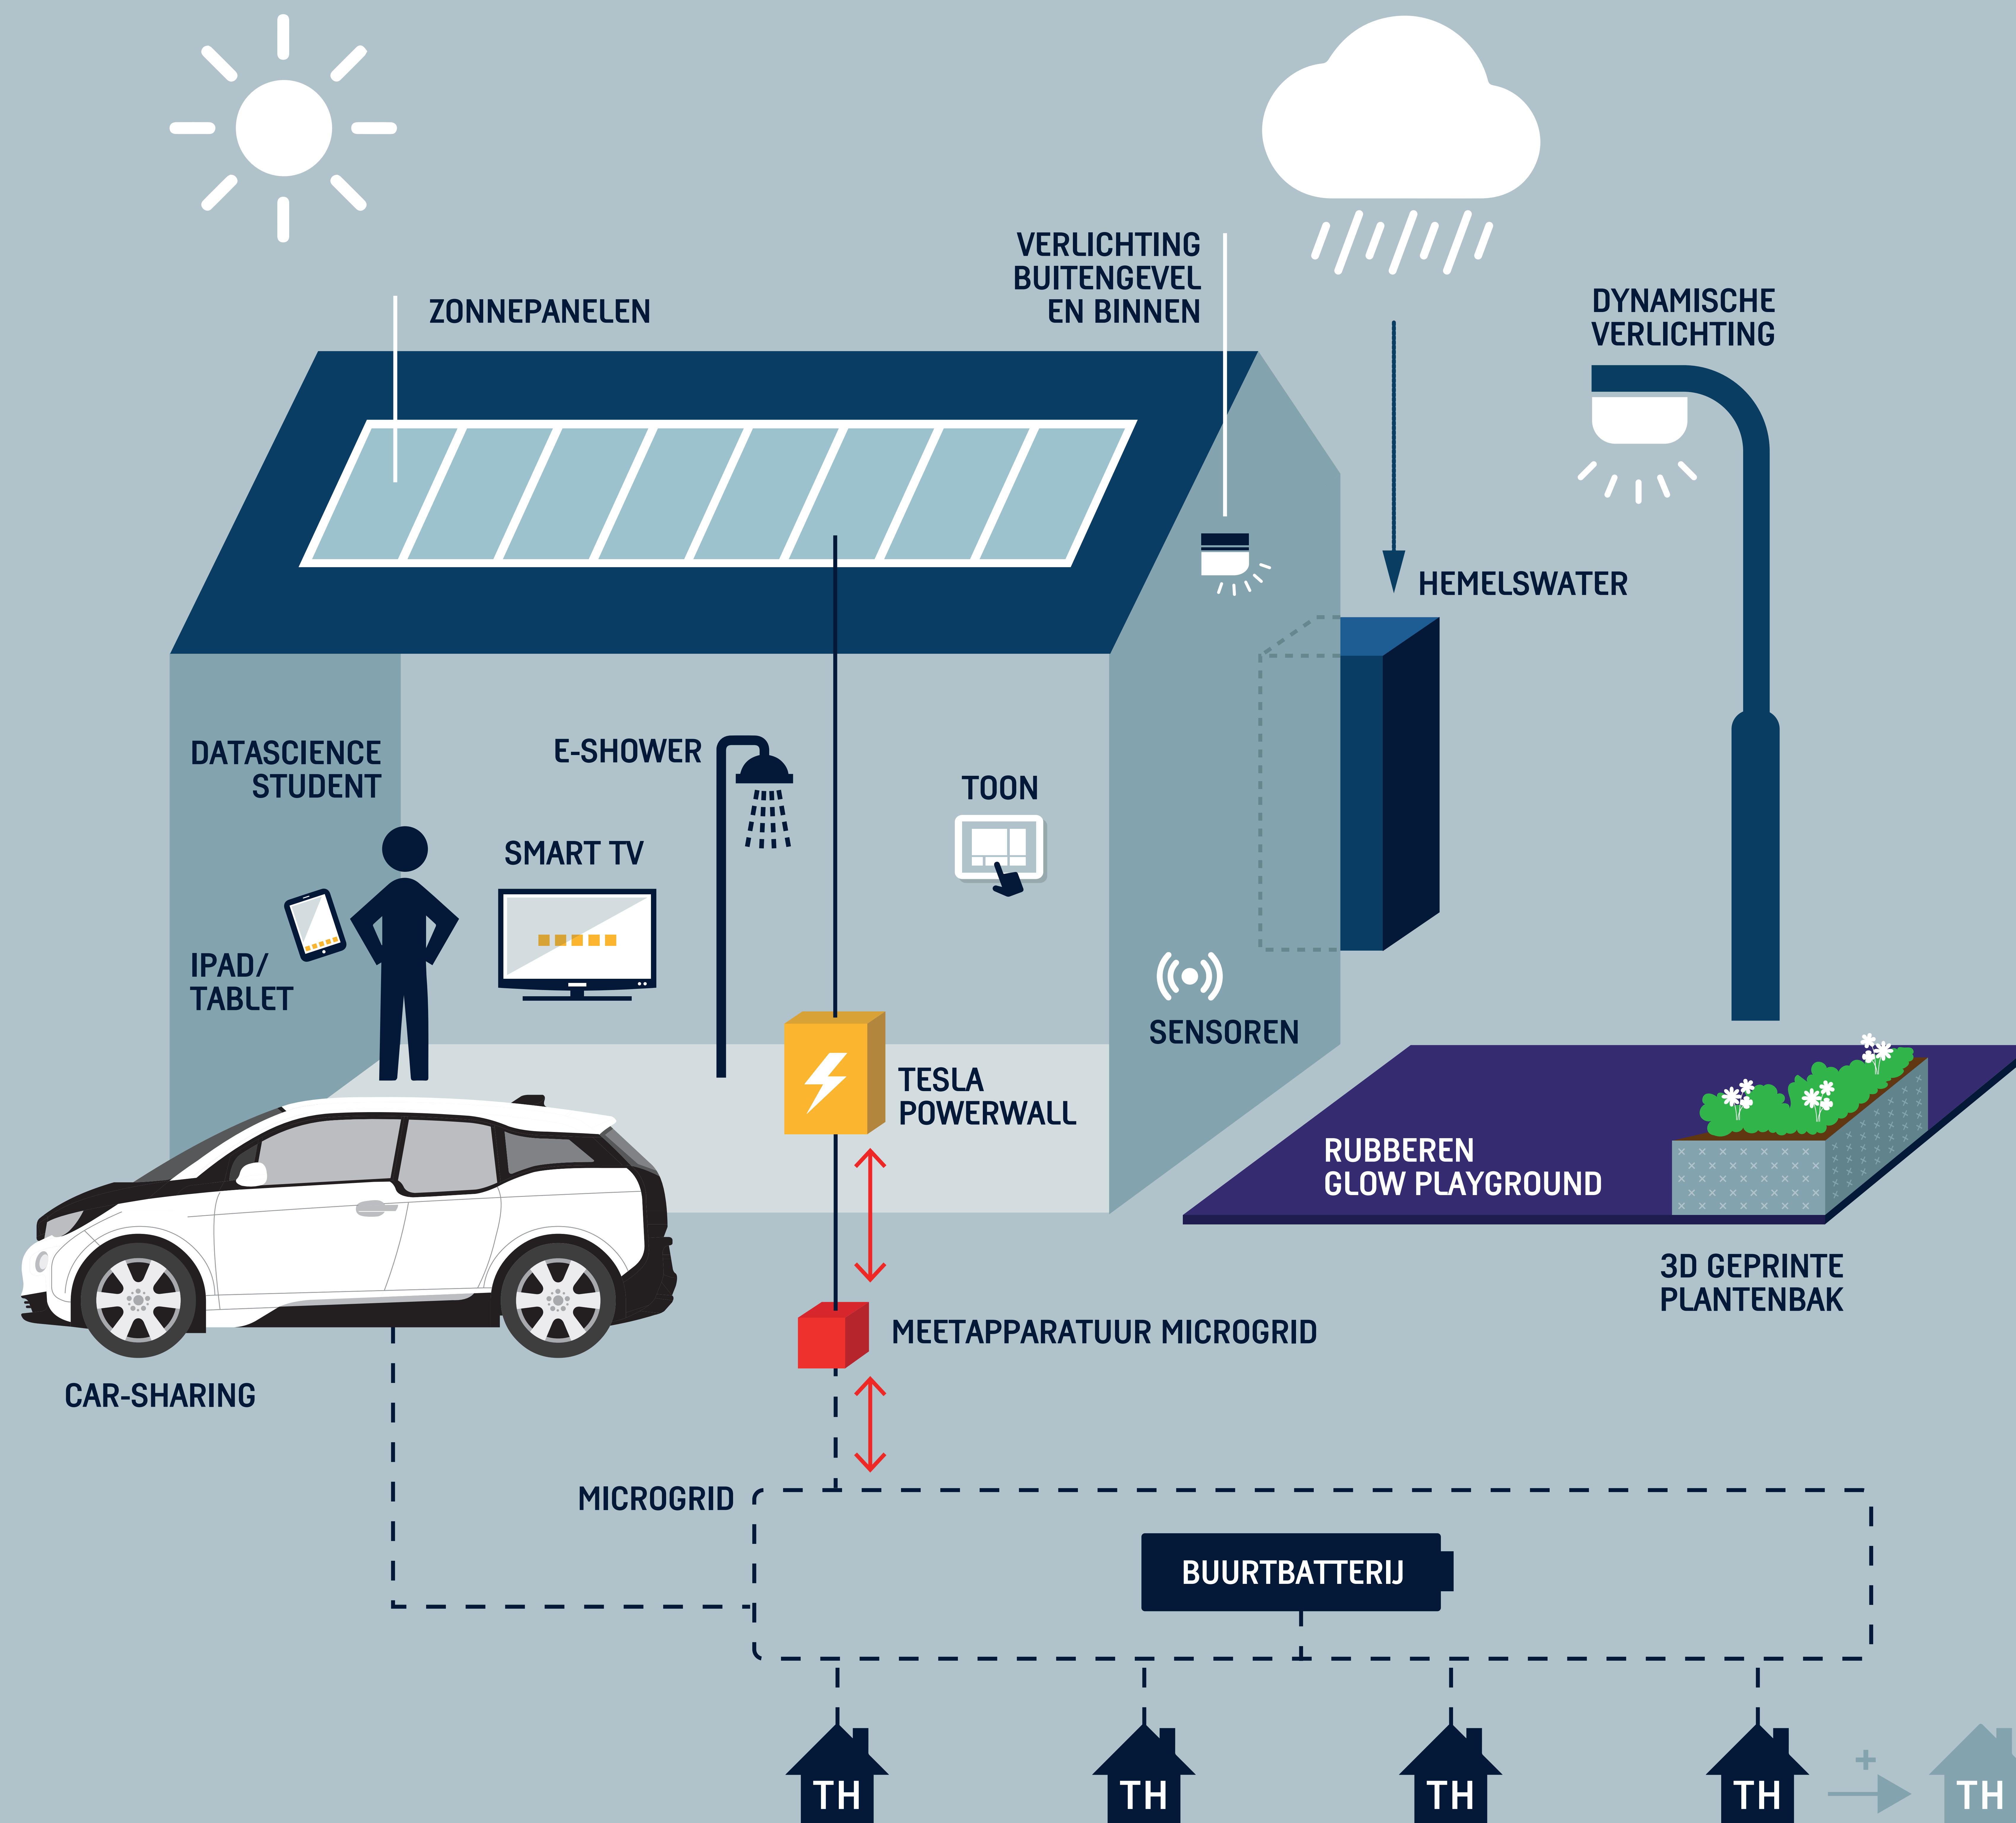 VERLICHTING
BUITENGEVEL
EN BINNEN
ZONNEPANELEN
DYNAMISCHE
VERLICHTING
HEMELSWATER
DATASCIENCE
STUDENT
E-SHOWER
TOON
SMART TV
IPAD/
TABLET
SENSOREN
TESLA
POWERWALL
RUBBEREN
GLOW PLAYGROUND
3D GEPRINTE
PLANTENBAK
MEETAPPARATUUR MICROGRID
CAR-SHARING
MICROGRID
BUURTBATTERIJ
TH
TH
TH
TH
+
TH